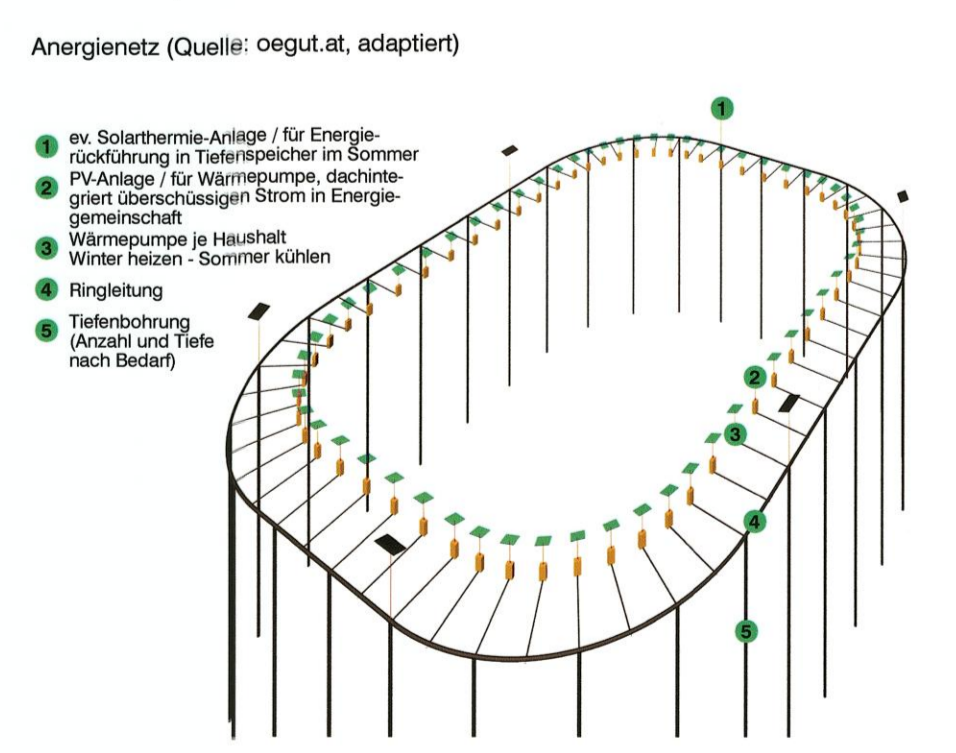 Anergienetz (Quelle: oegut.at, adaptiert)
1
1 ev. Solarthermie-Anlage / für Energie-
rückführung in Tiefenspeicher im Sommer
2 PV-Anlage / für Wärmepumpe, dachinte-
griert überschüssigen Strom in Energie-
gemeinschaft
3 Wärmepumpe je Haushalt
Winter heizen - Sommer kühlen
4 Ringleitung
5 Tiefenbohrung
(Anzahl und Tiefe
nach Bedarf)
2
3
4
5